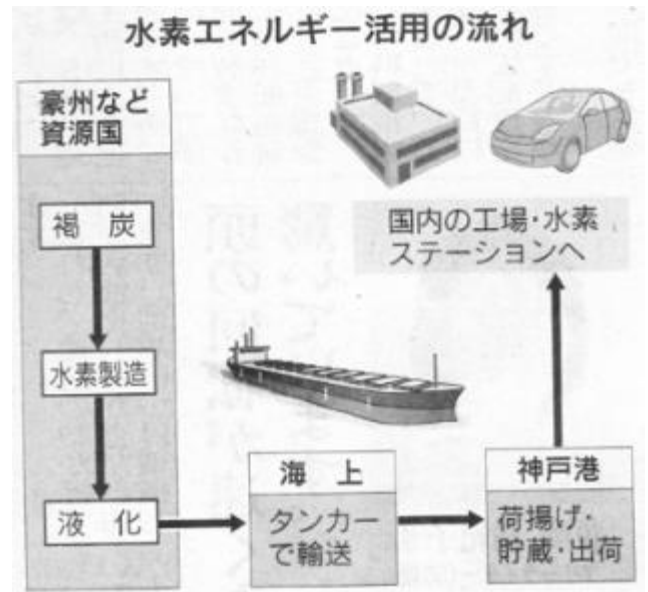 水素エネルギー活用の流れ
豪州など
資源国
褐炭
水素製造
液化
海上
タンカー
で輸送
神戸港
荷揚げ・
貯蔵・出荷
国内の工場・水素
ステーションへ